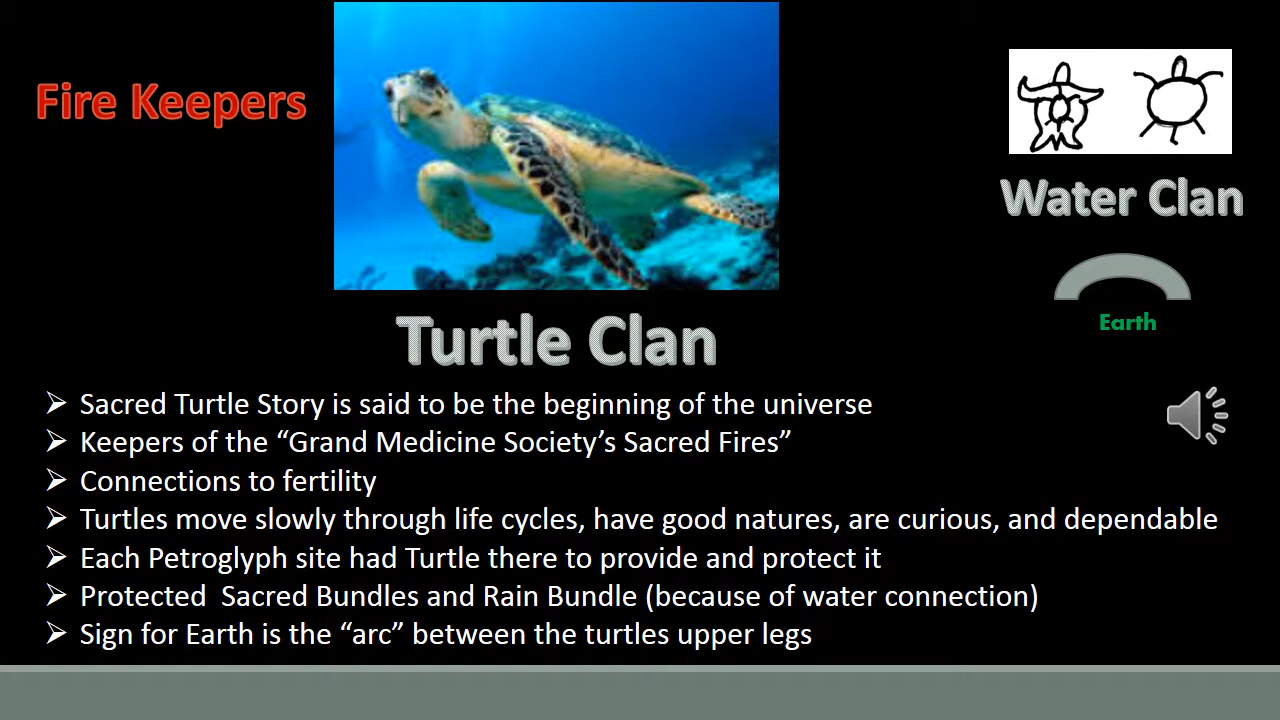 Fire Keepers
Water Clan
Earth
Turtle Clan
➢ Sacred Turtle Story is said to be the beginning of the universe
➢ Keepers of the “Grand Medicine Society’s Sacred Fires”
➢ Connections to fertility
➢ Turtles move slowly through life cycles, have good natures, are curious, and dependable
➢ Each Petroglyph site had Turtle there to provide and protect it
➢ Protected  Sacred Bundles and Rain Bundle (because of water connection)
➢ Sign for Earth is the “arc” between the turtles upper legs